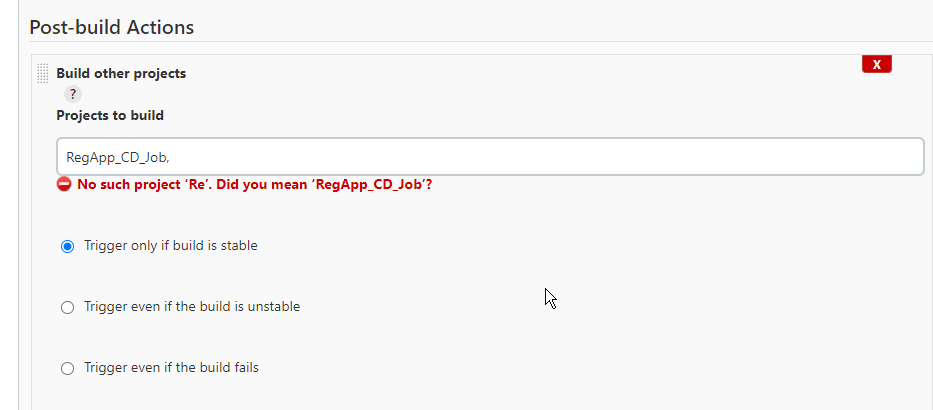 Post-build Actions
Build other projects
X
?
Projects to build
RegApp_CD_Job,
No such project ‘Re’. Did you mean ‘RegApp_CD_Job’?
Trigger only if build is stable
Trigger even if the build is unstable
Trigger even if the build fails